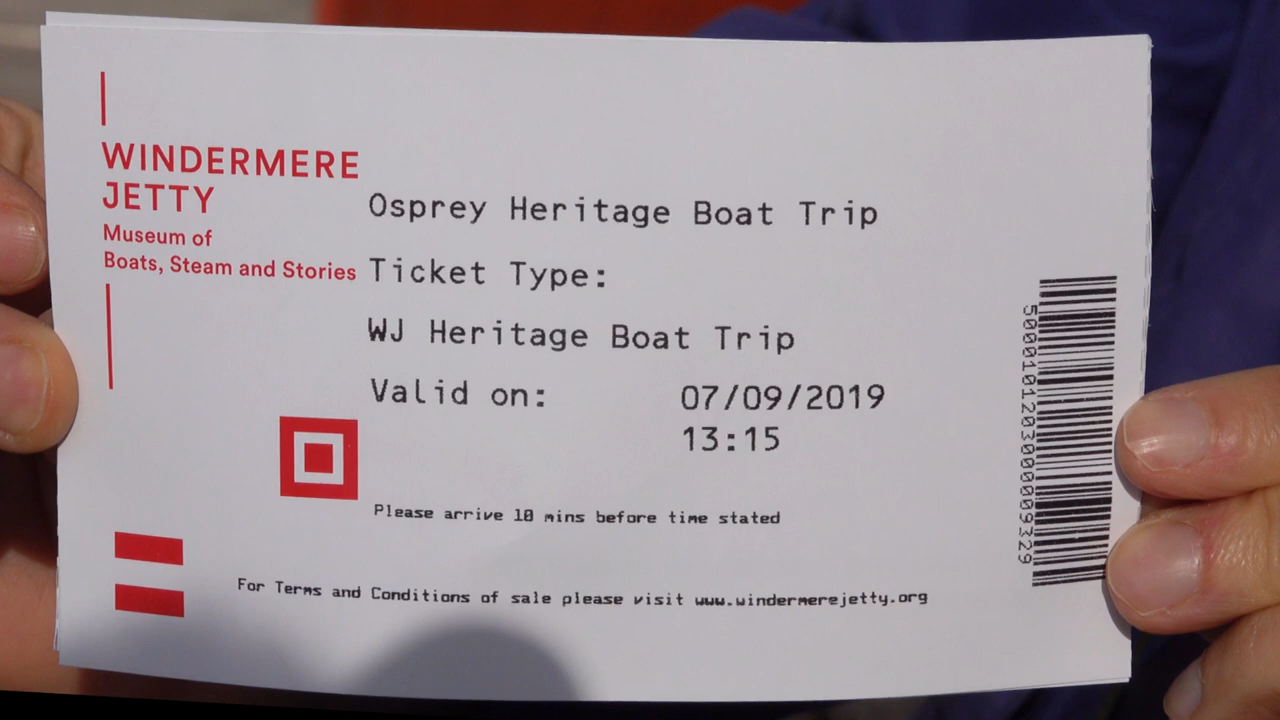 WINDERMERE
JETTY
Museum of
Boats, Steam and Stories
Osprey Heritage Boat Trip
Ticket Type:
WJ Heritage Boat Trip
Valid on: 07/09/2019
13:15
Please arrive 10 mins before time stated
For Terms and Conditions of sale please visit www.windermerejetty.org